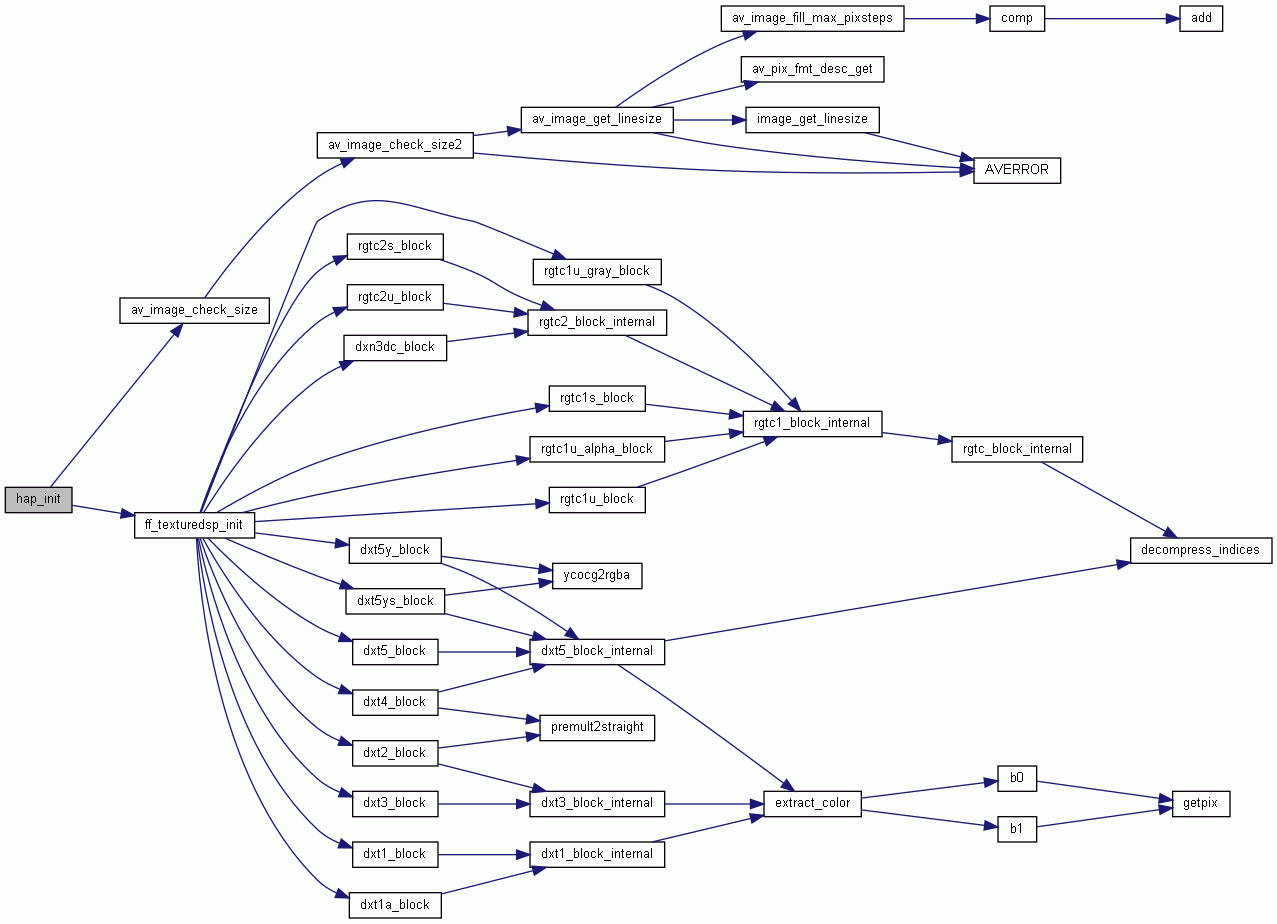 av_image_fill_max_pixsteps
comp
add
av_pix_fmt_desc_get
av_image_get_linesize
image_get_linesize
av_image_check_size2
AVERROR
rgtc2s_block
rgtc1u_gray_block
rgtc2u_block
av_image_check_size
rgtc2_block_internal
dxn3dc_block
rgtc1s_block
rgtc1_block_internal
rgtc1u_alpha_block
rgtc_block_internal
hap_init
rgtc1u_block
ff_texturedsp_init
dxt5y_block
decompress_indices
ycocg2rgba
dxt5ys_block
dxt5_block
dxt5_block_internal
dxt4_block
premult2straight
dxt2_block
b0
dxt3_block
dxt3_block_internal
extract_color
getpix
b1
dxt1_block
dxt1_block_internal
dxt1a_block